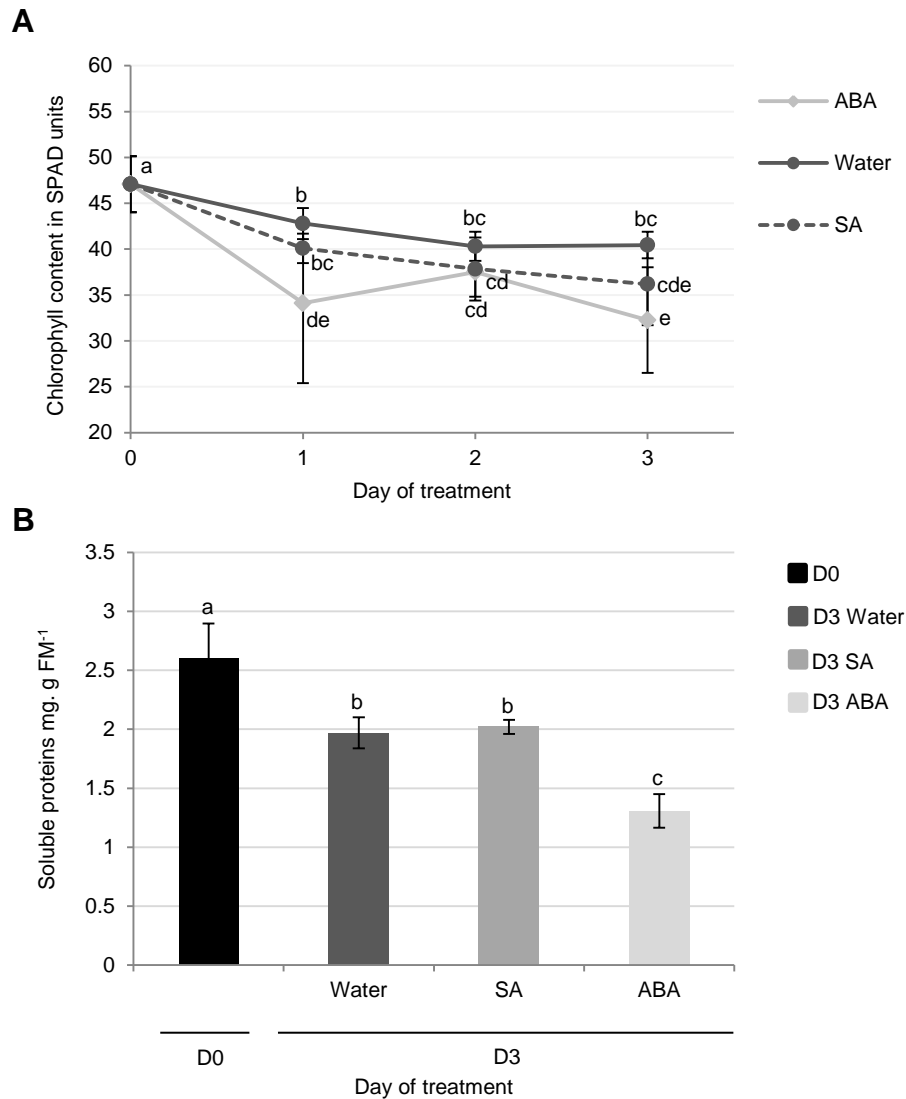 A
Chlorophyll content in SPAD units
60
55
50
45
40
35
30
25
20
a
b
bc
bc
bc
cd
cde
de
cd
e
0
1
2
3
Day of treatment
ABA
Water
SA
B
Soluble proteins mg. g FM-1
3.5
3
2.5
2
1.5
1
0.5
0
a
b
b
c
Water
SA
ABA
D0
D3
Day of treatment
D0
D3 Water
D3 SA
D3 ABA